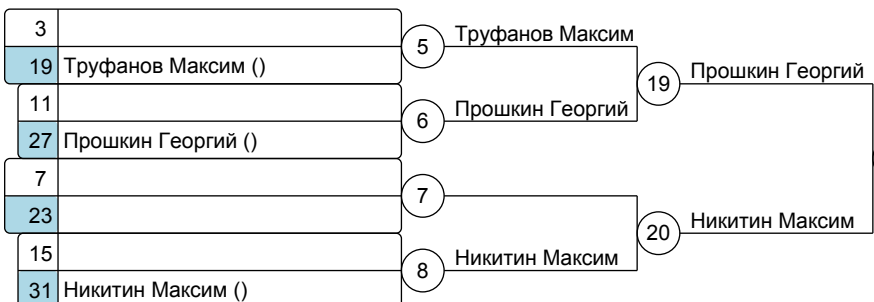 3
5
Труфанов Максим
19 Труфанов Максим ()
19
Прошкин Георгий
11
6
Прошкин Георгий
27 Прошкин Георгий ()
7
7
23
20
Никитин Максим
15
8
Никитин Максим
31 Никитин Максим ()